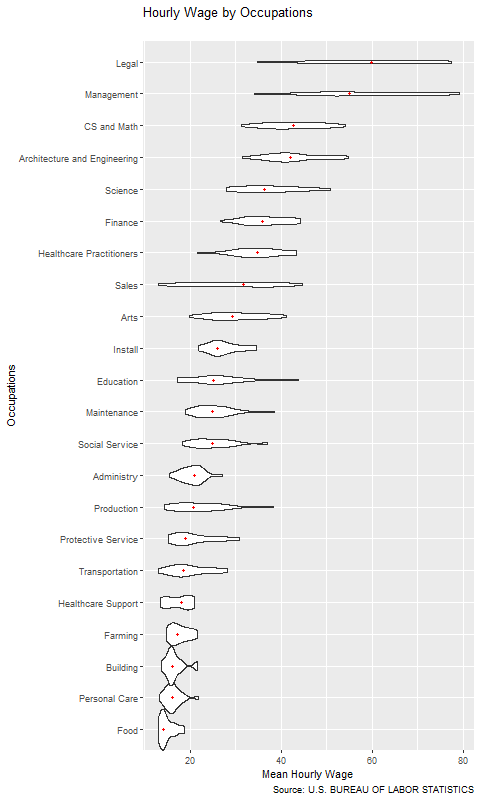 Hourly Wage by Occupations
Legal
Management
CS and Math
Architecture and Engineering
Science
Finance
Healthcare Practitioners
Sales
Arts
Install
Education
Maintenance
Social Service
Administry
Production
Protective Service
Transportation
Healthcare Support
Farming
Building
Personal Care
Food
Occupations
20 40 60 80
Mean Hourly Wage
Source: U.S. BUREAU OF LABOR STATISTICS